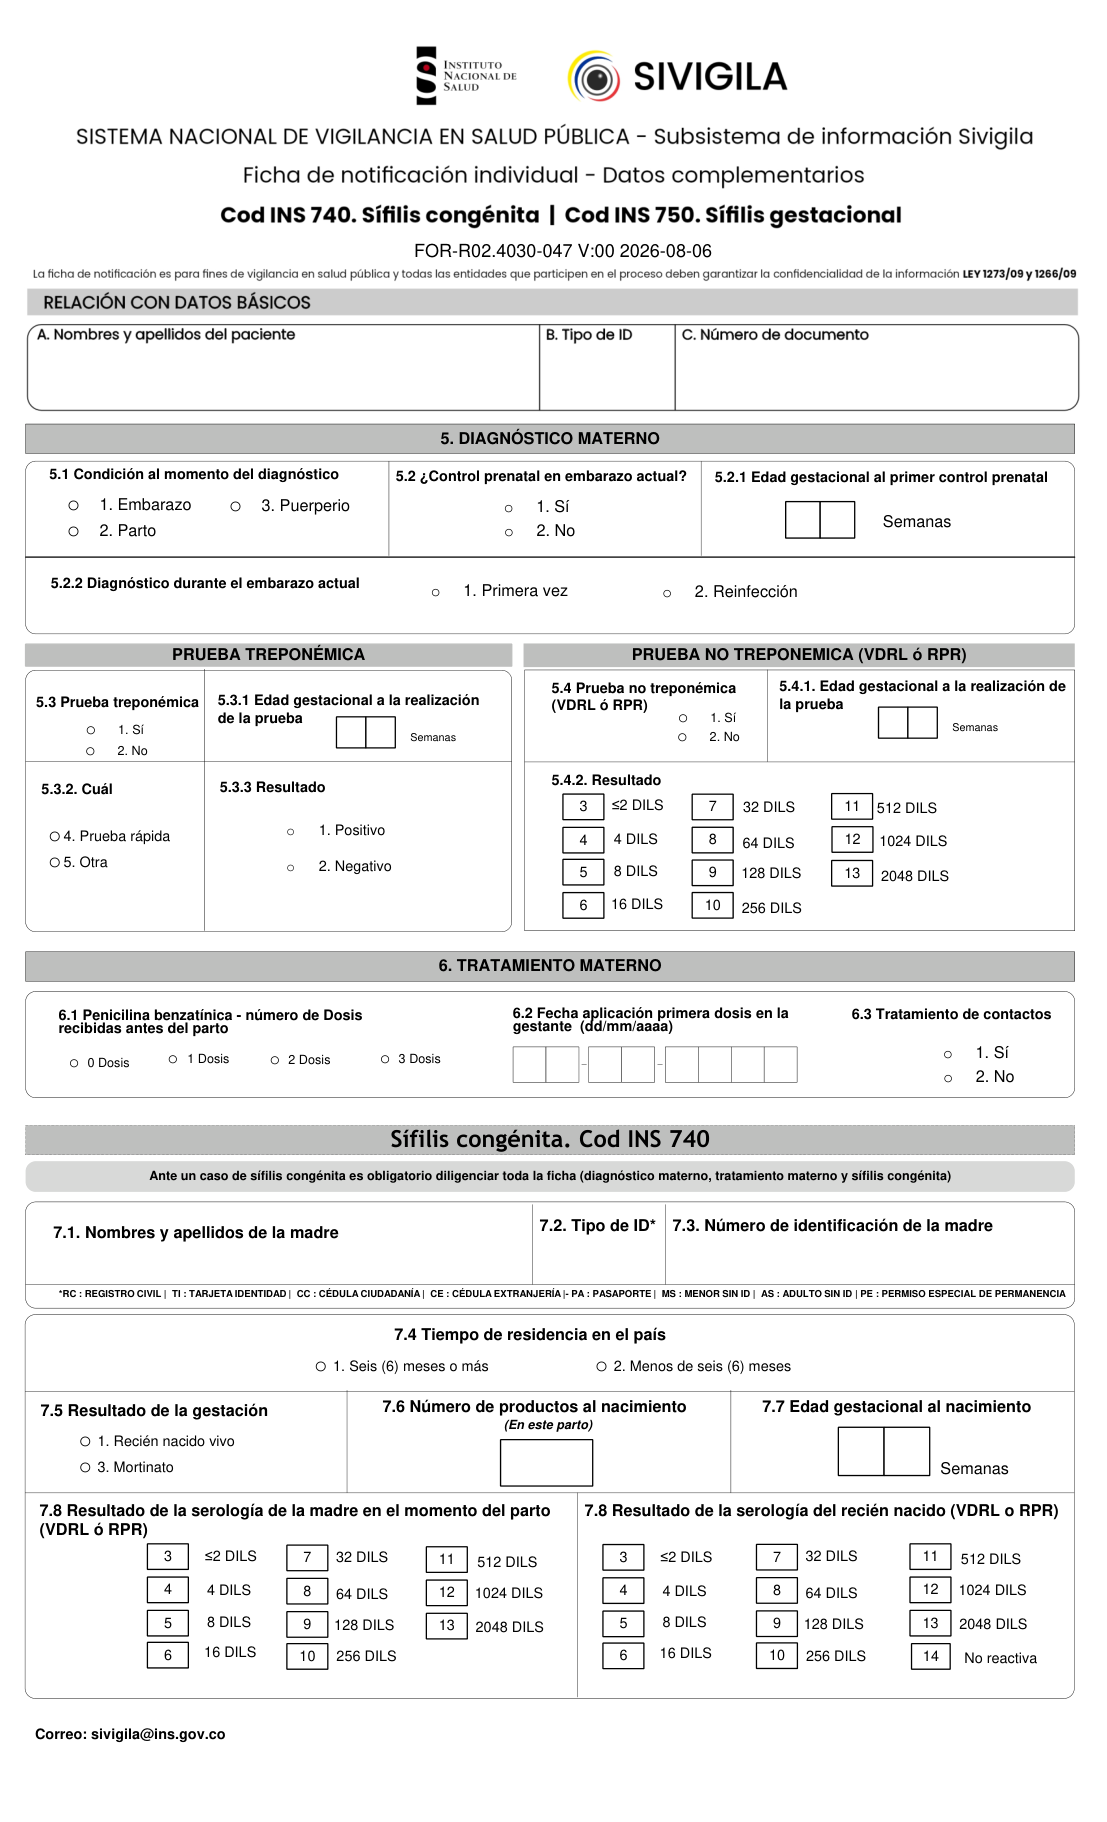 INSTITUTO
NACIONAL DE
SALUD
SIVIGILA
SISTEMA NACIONAL DE VIGILANCIA EN SALUD PÚBLICA - Subsistema de información Sivigila
Ficha de notificación individual - Datos complementarios
Cod INS 740. Sífilis congénita | Cod INS 750. Sífilis gestacional
FOR-R02.4030-047 V:00 2026-08-06
La ficha de notificación es para fines de vigilancia en salud pública y todas las entidades que participen en el proceso deben garantizar la confidencialidad de la información LEY 1273/09 y 1266/09
RELACIÓN CON DATOS BÁSICOS
A. Nombres y apellidos del paciente
B. Tipo de ID
C. Número de documento
5. DIAGNÓSTICO MATERNO
5.1 Condición al momento del diagnóstico
1. Embarazo
3. Puerperio
2. Parto
5.2 ¿Control prenatal en embarazo actual?
1. Sí
2. No
5.2.1 Edad gestacional al primer control prenatal
Semanas
5.2.2 Diagnóstico durante el embarazo actual
1. Primera vez
2. Reinfección
PRUEBA TREPONÉMICA
5.3 Prueba treponémica
1. Sí
2. No
5.3.1 Edad gestacional a la realización
de la prueba
Semanas
5.3.2. Cuál
4. Prueba rápida
5. Otra
5.3.3 Resultado
1. Positivo
2. Negativo
PRUEBA NO TREPONEMICA (VDRL ó RPR)
5.4 Prueba no treponémica
(VDRL ó RPR)
1. Sí
2. No
5.4.1. Edad gestacional a la realización de
la prueba
Semanas
5.4.2. Resultado
3 ≤2 DILS 7 32 DILS 11 512 DILS
4 4 DILS 8 64 DILS 12 1024 DILS
5 8 DILS 9 128 DILS 13 2048 DILS
6 16 DILS 10 256 DILS
6. TRATAMIENTO MATERNO
6.1 Penicilina benzatínica - número de Dosis
recibidas antes del parto
0 Dosis 1 Dosis 2 Dosis 3 Dosis
6.2 Fecha aplicación primera dosis en la
gestante (dd/mm/aaaa)
– –
6.3 Tratamiento de contactos
1. Sí
2. No
Sífilis congénita. Cod INS 740
Ante un caso de sífilis congénita es obligatorio diligenciar toda la ficha (diagnóstico materno, tratamiento materno y sífilis congénita)
7.1. Nombres y apellidos de la madre
7.2. Tipo de ID*
7.3. Número de identificación de la madre
*RC : REGISTRO CIVIL | TI : TARJETA IDENTIDAD | CC : CÉDULA CIUDADANÍA | CE : CÉDULA EXTRANJERÍA |- PA : PASAPORTE | MS : MENOR SIN ID | AS : ADULTO SIN ID | PE : PERMISO ESPECIAL DE PERMANENCIA
7.4 Tiempo de residencia en el país
1. Seis (6) meses o más
2. Menos de seis (6) meses
7.5 Resultado de la gestación
1. Recién nacido vivo
3. Mortinato
7.6 Número de productos al nacimiento
(En este parto)
7.7 Edad gestacional al nacimiento
Semanas
7.8 Resultado de la serología de la madre en el momento del parto
(VDRL ó RPR)
3 ≤2 DILS 7 32 DILS 11 512 DILS
4 4 DILS 8 64 DILS 12 1024 DILS
5 8 DILS 9 128 DILS 13 2048 DILS
6 16 DILS 10 256 DILS
7.8 Resultado de la serología del recién nacido (VDRL o RPR)
3 ≤2 DILS 7 32 DILS 11 512 DILS
4 4 DILS 8 64 DILS 12 1024 DILS
5 8 DILS 9 128 DILS 13 2048 DILS
6 16 DILS 10 256 DILS 14 No reactiva
Correo: sivigila@ins.gov.co